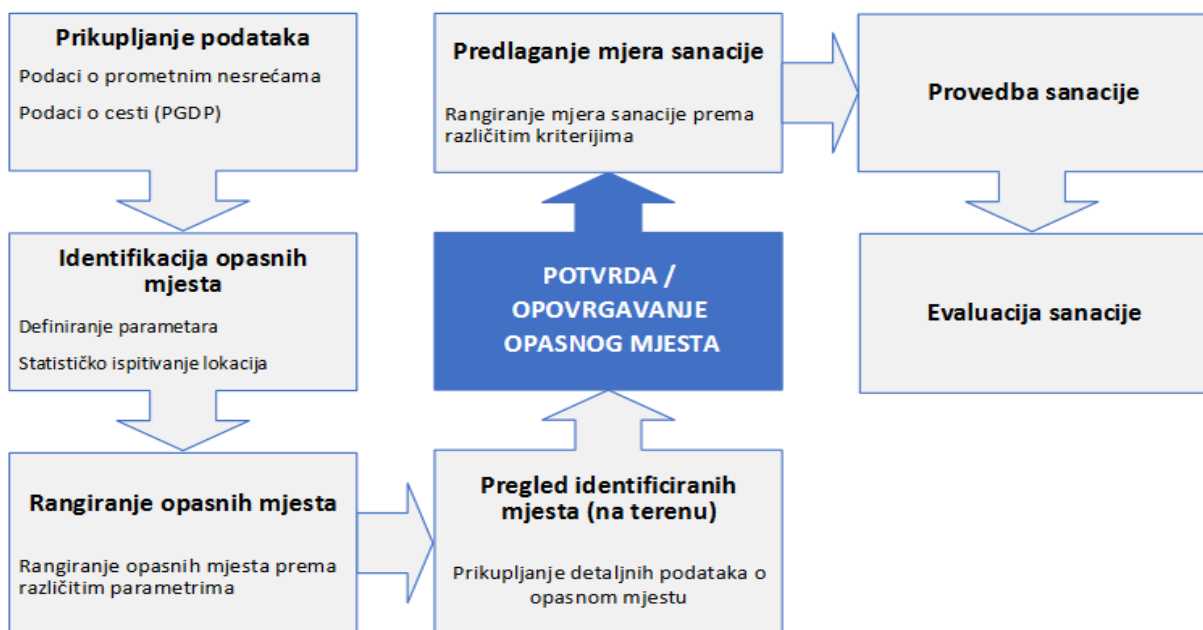 Prikupljanje podataka
Podaci o prometnim nesrećama
Podaci o cesti (PGDP)
Identifikacija opasnih
mjesta
Definiranje parametara
Statističko ispitivanje lokacija
Rangiranje opasnih mjesta
Rangiranje opasnih mjesta prema
različitim parametrima
Pregled identificiranih
mjesta (na terenu)
Prikupljanje detaljnih podataka o
opasnom mjestu
POTVRDA /
OPOVRGAVANJE
OPASNOG MJESTA
Predlaganje mjera sanacije
Rangiranje mjera sanacije prema
različitim kriterijima
Provedba sanacije
Evaluacija sanacije